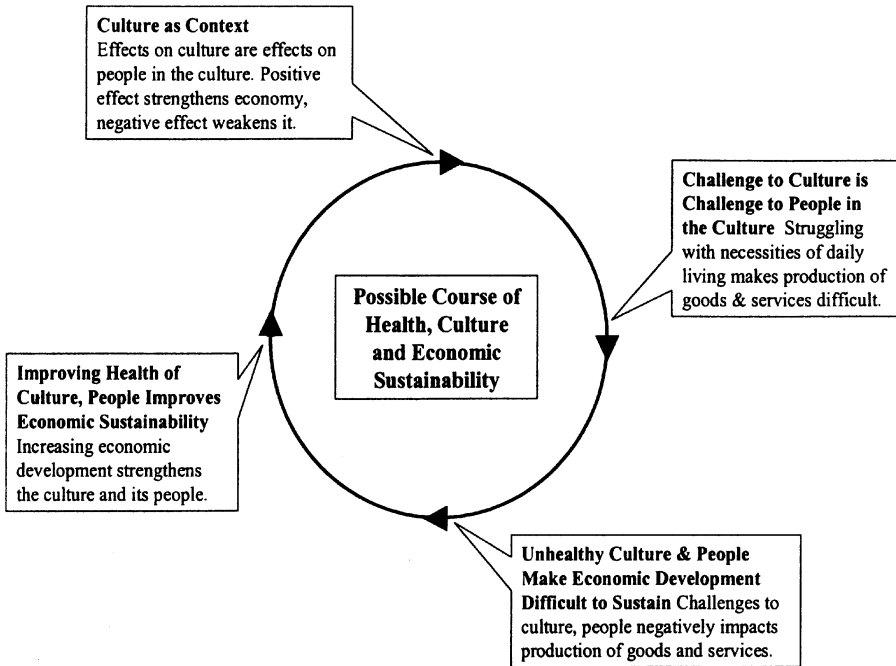 Culture as Context
Effects on culture are effects on
people in the culture. Positive
effect strengthens economy,
negative effect weakens it.
Challenge to Culture is
Challenge to People in
the Culture Struggling
with necessities of daily
living makes production of
goods & services difficult.
Possible Course of
Health, Culture
and Economic
Sustainability
Improving Health of
Culture, People Improves
Economic Sustainability
Increasing economic
development strengthens
the culture and its people.
Unhealthy Culture & People
Make Economic Development
Difficult to Sustain Challenges to
culture, people negatively impacts
production of goods and services.